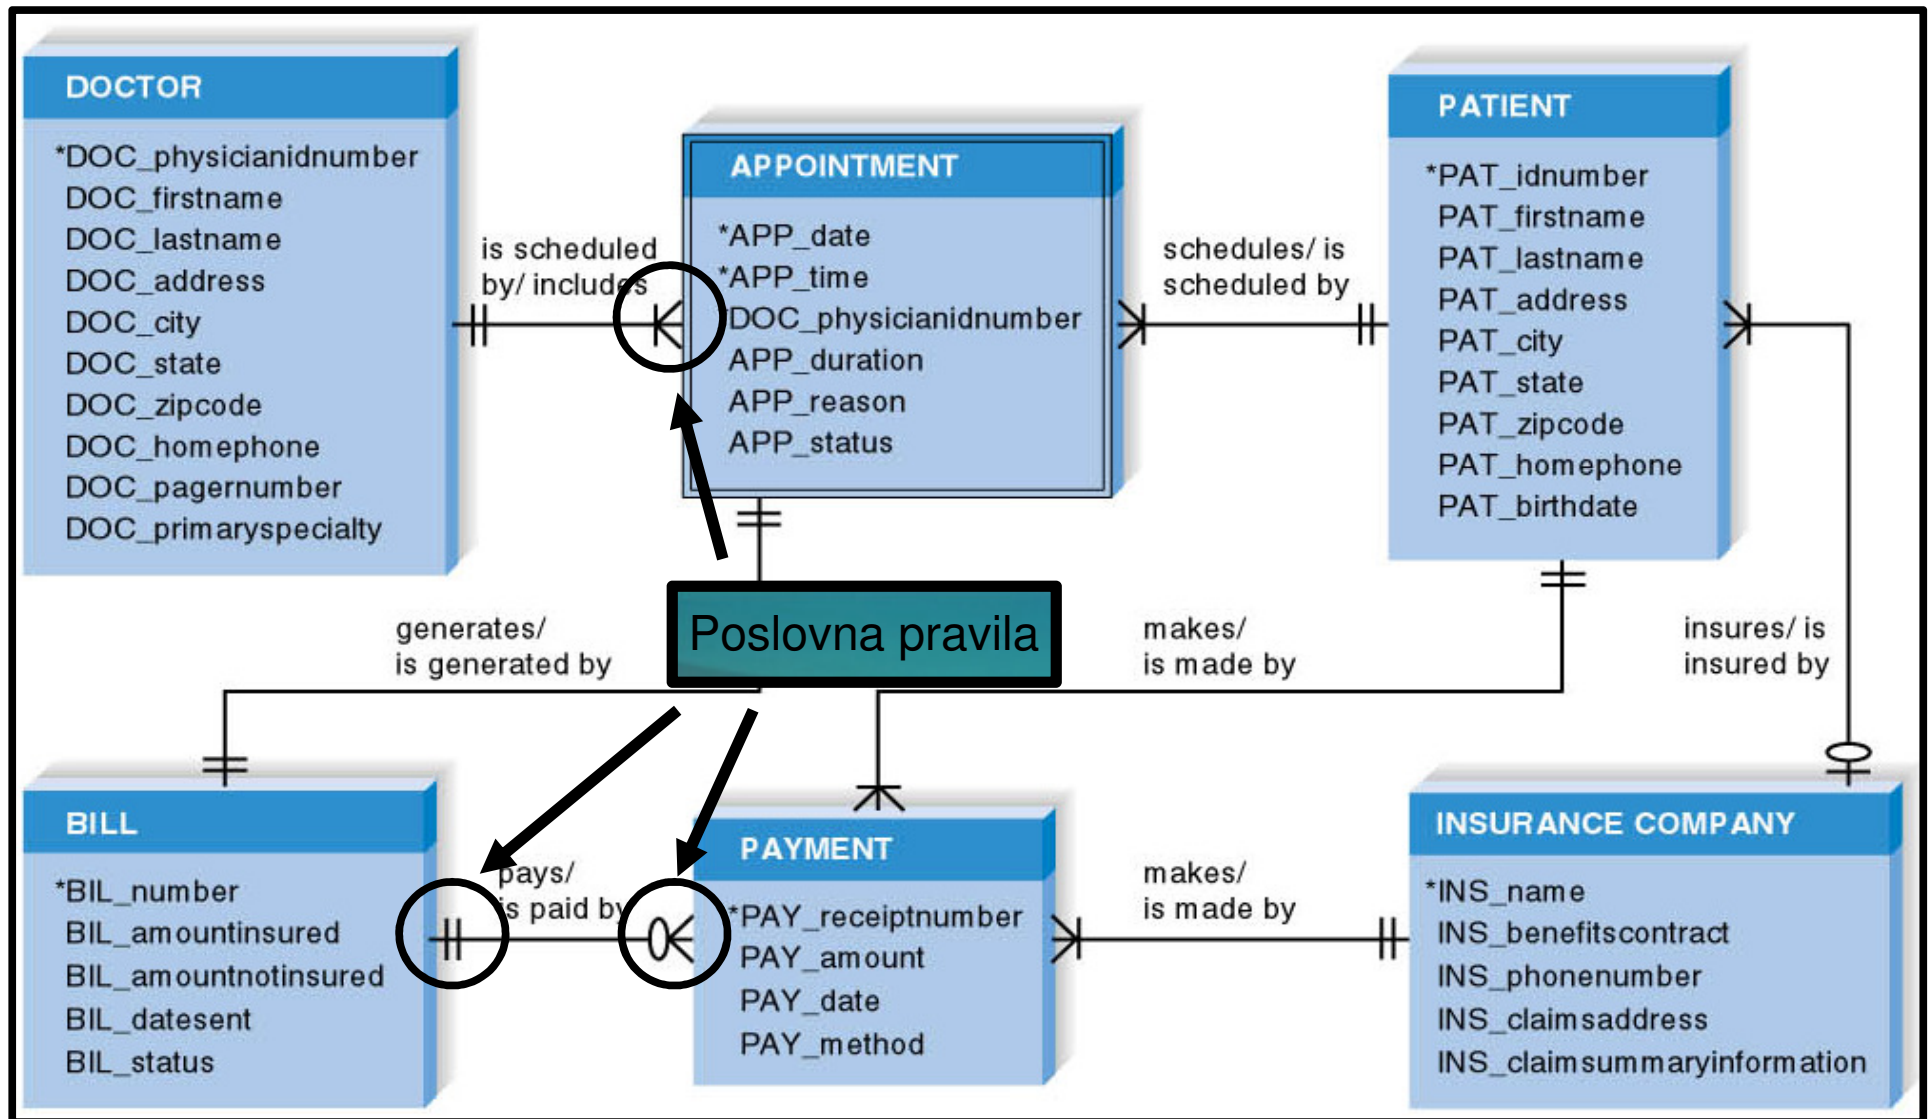 DOCTOR
*DOC_physicianidnumber
DOC_firstname
DOC_lastname
DOC_address
DOC_city
DOC_state
DOC_zipcode
DOC_homephone
DOC_pagernumber
DOC_primaryspecialty
is scheduled
by/ includes
APPOINTMENT
*APP_date
*APP_time
*DOC_physicianidnumber
APP_duration
APP_reason
APP_status
schedules/ is
scheduled by
PATIENT
*PAT_idnumber
PAT_firstname
PAT_lastname
PAT_address
PAT_city
PAT_state
PAT_zipcode
PAT_homephone
PAT_birthdate
generates/
is generated by
Poslovna pravila
makes/
is made by
insures/ is
insured by
BILL
*BIL_number
BIL_amountinsured
BIL_amountnotinsured
BIL_datesent
BIL_status
pays/
is paid by
PAYMENT
*PAY_receiptnumber
PAY_amount
PAY_date
PAY_method
makes/
is made by
INSURANCE COMPANY
*INS_name
INS_benefitscontract
INS_phonenumber
INS_claimsaddress
INS_claimsummaryinformation